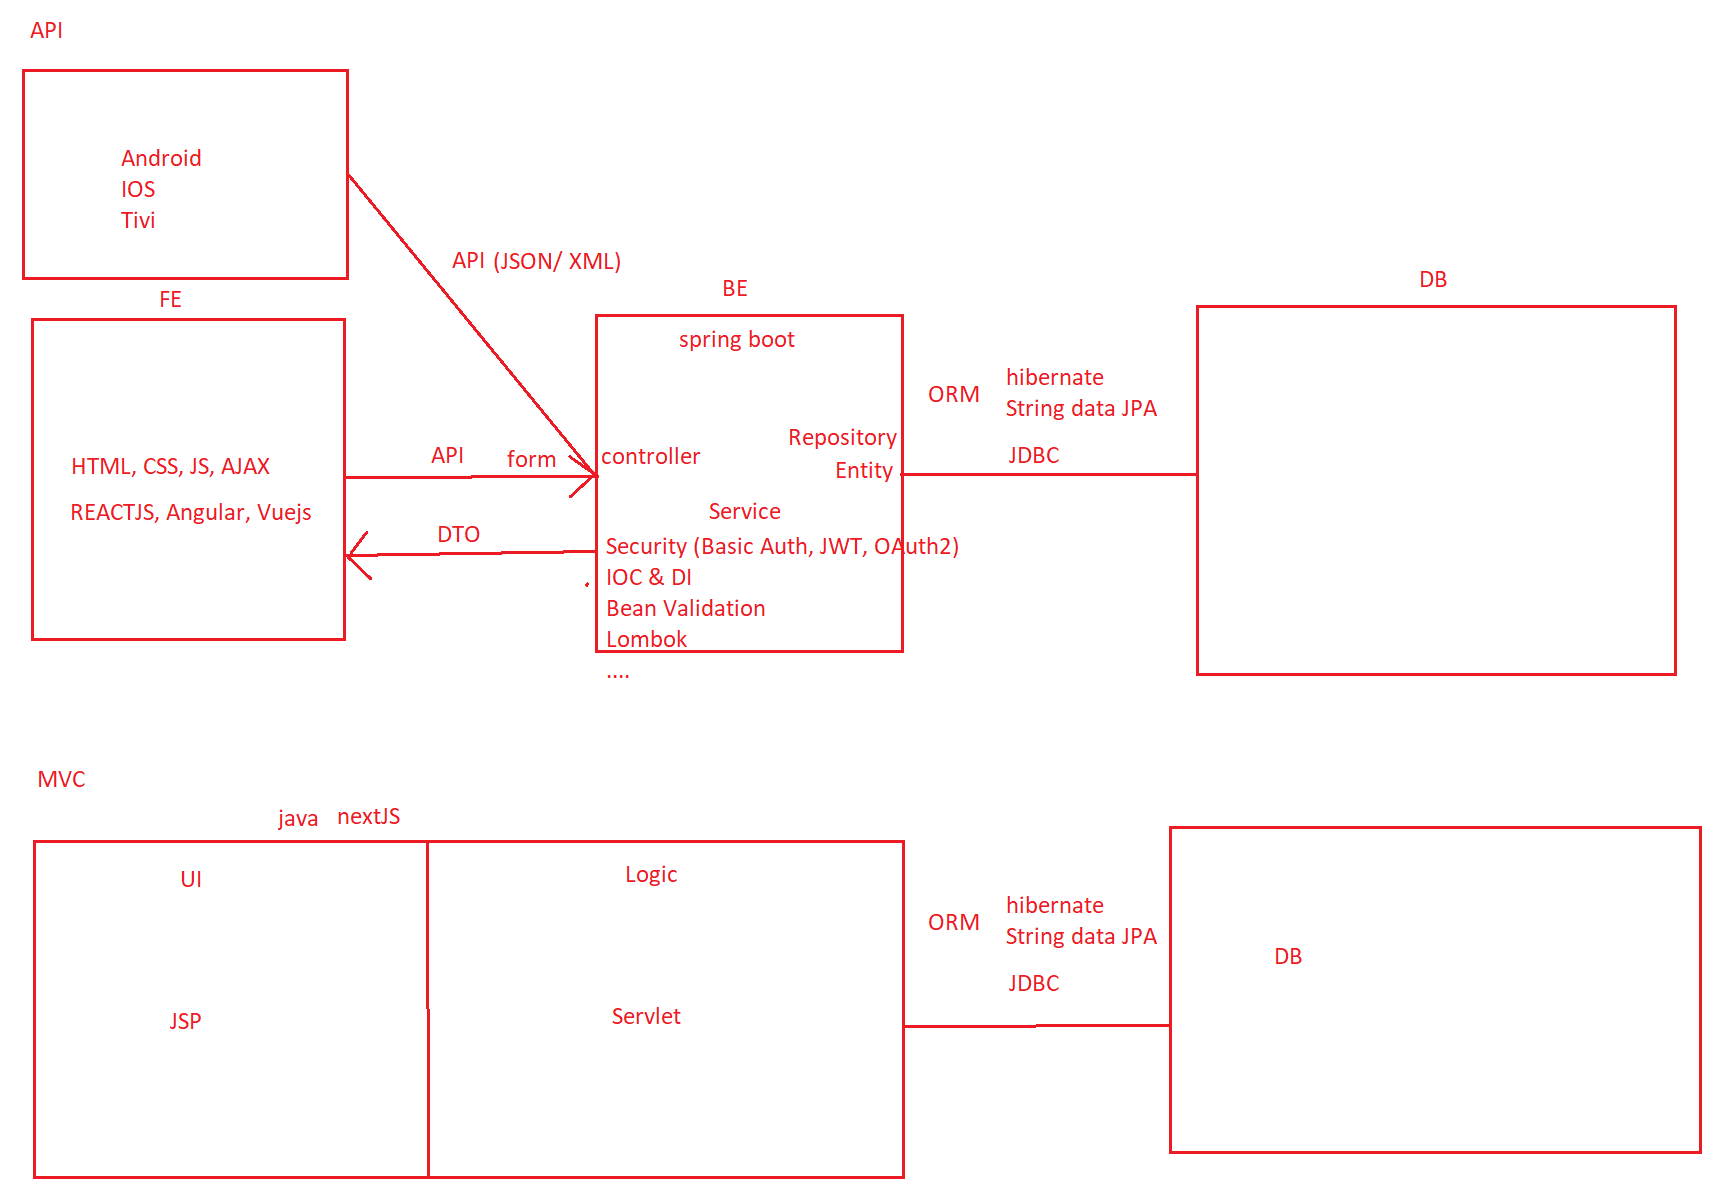 API
Android
IOS
Tivi
API (JSON/ XML)
FE
HTML, CSS, JS, AJAX
REACTJS, Angular, Vuejs
API
form
DTO
BE
spring boot
controller
Repository
Entity
Service
Security (Basic Auth, JWT, OAuth2)
IOC & DI
Bean Validation
Lombok
....
ORM
hibernate
String data JPA
JDBC
DB
MVC
java
nextJS
UI
JSP
Logic
Servlet
ORM
hibernate
String data JPA
JDBC
DB